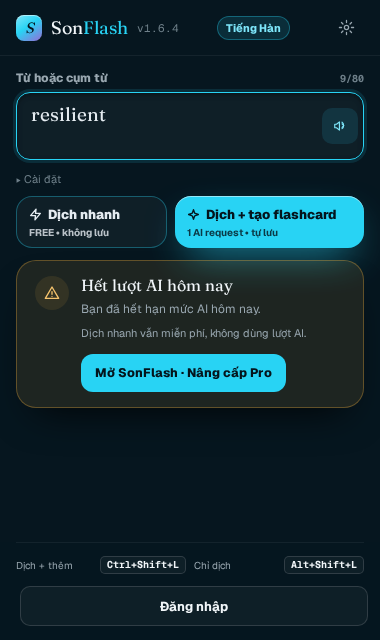 S SonFlash v1.6.4 Tiếng Hàn
Từ hoặc cụm từ 9/80
resilient
▸ Cài đặt
Dịch nhanh
FREE • không lưu
Dịch + tạo flashcard
1 AI request • tự lưu
Hết lượt AI hôm nay
Bạn đã hết hạn mức AI hôm nay.
Dịch nhanh vẫn miễn phí, không dùng lượt AI.
Mở SonFlash · Nâng cấp Pro
Dịch + thêm Ctrl+Shift+L Chỉ dịch Alt+Shift+L
Đăng nhập